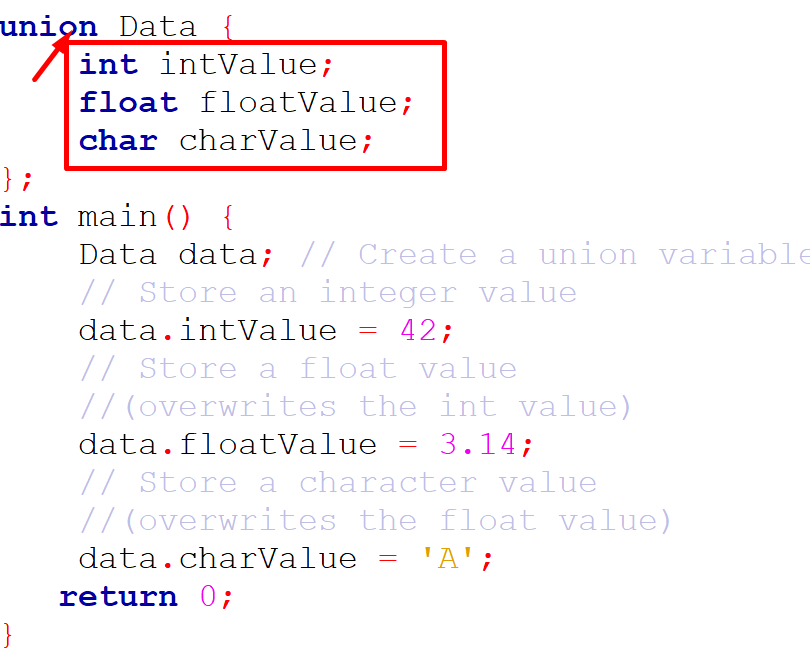 union Data {
    int intValue;
    float floatValue;
    char charValue;
};
int main() {
    Data data; // Create a union variable
    // Store an integer value
    data.intValue = 42;
    // Store a float value
    //(overwrites the int value)
    data.floatValue = 3.14;
    // Store a character value
    //(overwrites the float value)
    data.charValue = 'A';
   return 0;
}